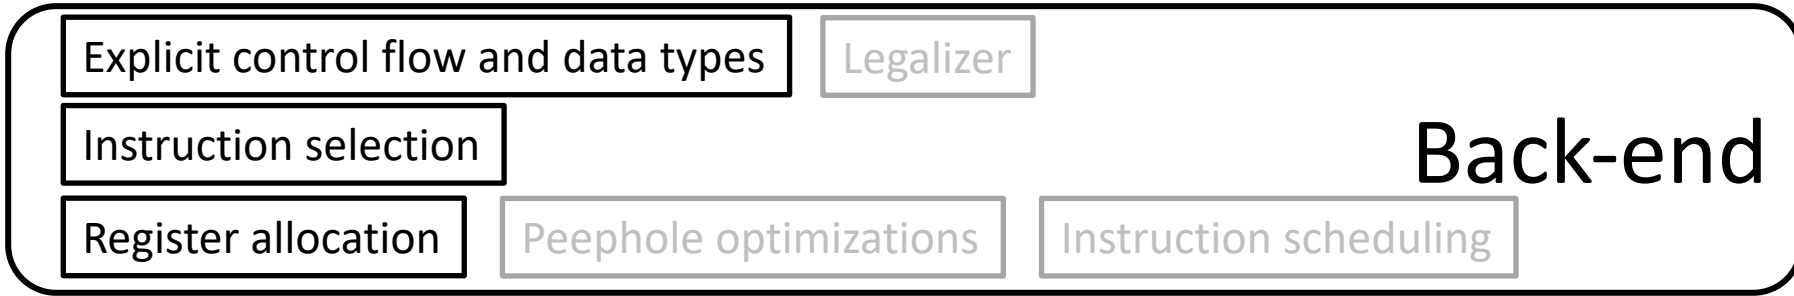 Explicit control flow and data types
Legalizer
Instruction selection
Back-end
Register allocation
Peephole optimizations
Instruction scheduling